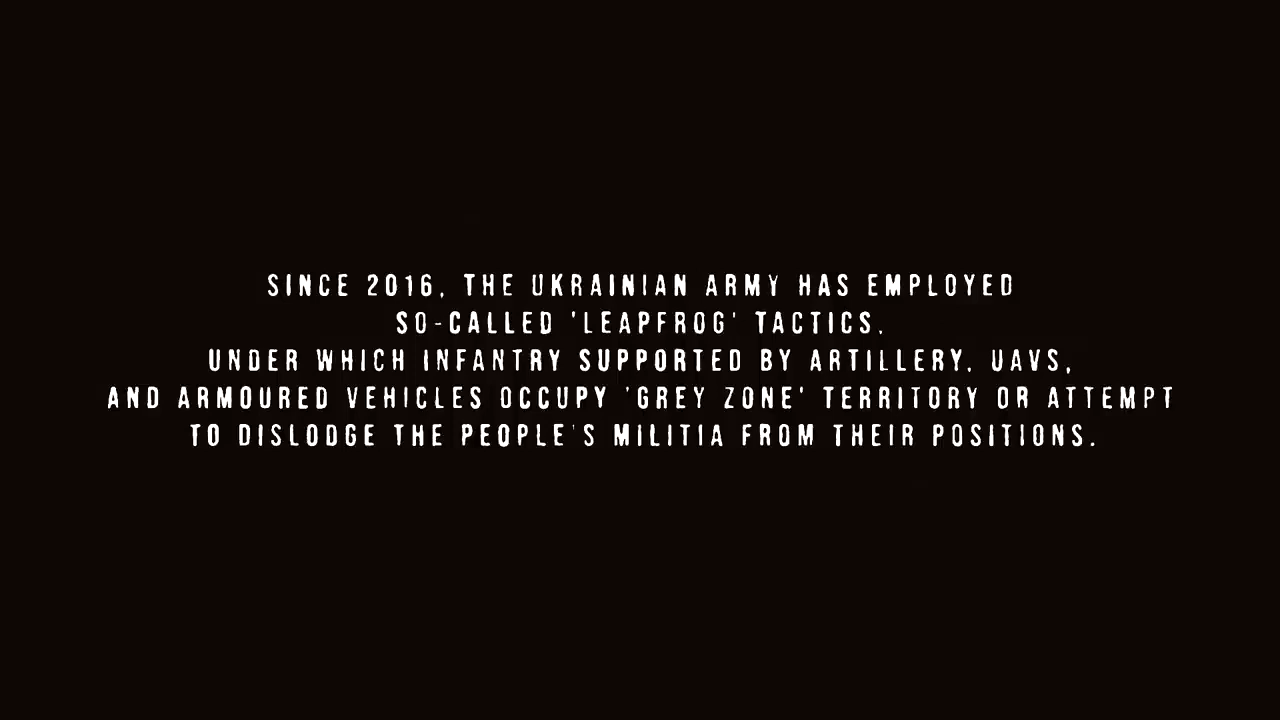 SINCE 2016, THE UKRAINIAN ARMY HAS EMPLOYED
SO-CALLED 'LEAPFROG' TACTICS,
UNDER WHICH INFANTRY SUPPORTED BY ARTILLERY, UAVS,
AND ARMOURED VEHICLES OCCUPY 'GREY ZONE' TERRITORY OR ATTEMPT
TO DISLODGE THE PEOPLE'S MILITIA FROM THEIR POSITIONS.